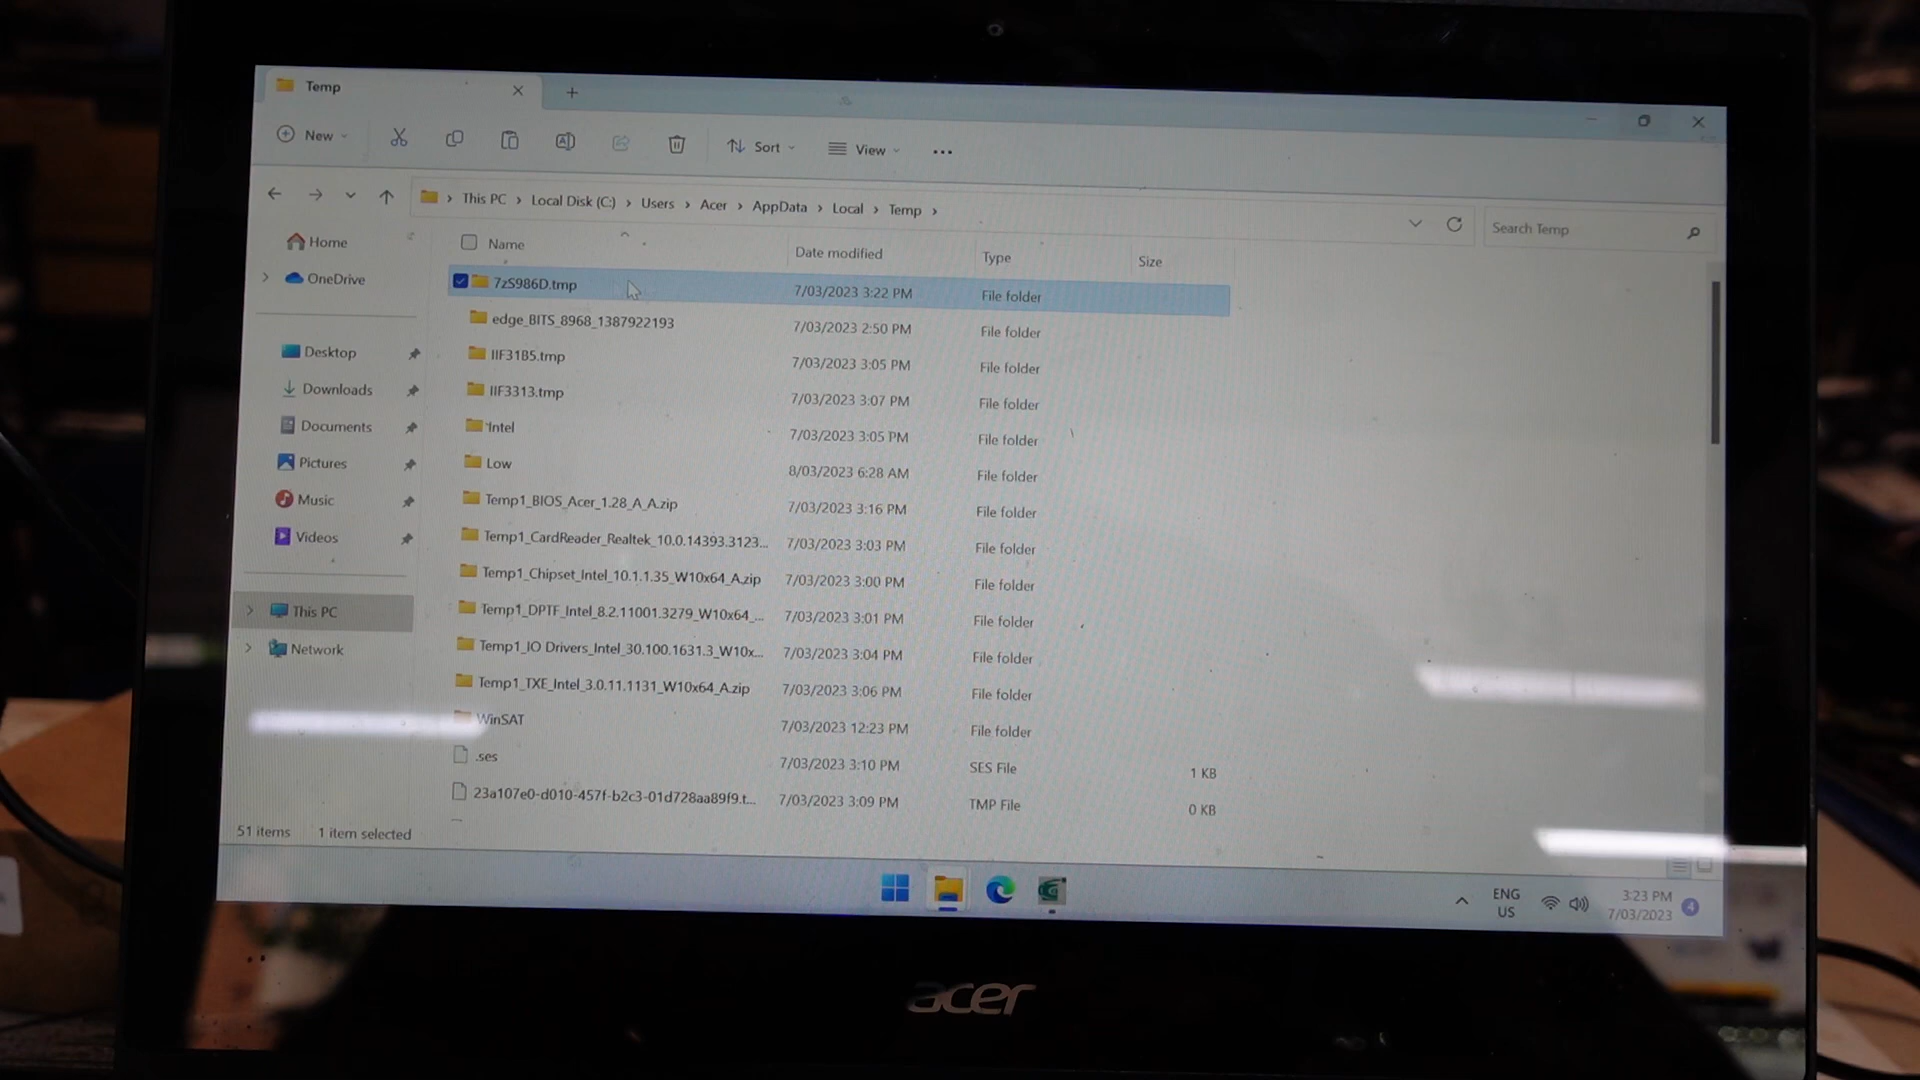 Temp
New
Sort
View
This PC > Local Disk (C:) > Users > Acer > AppData > Local > Temp >
Search Temp
Home
OneDrive
Desktop
Downloads
Documents
Pictures
Music
Videos
This PC
Network
Name Date modified Type Size
7zS986D.tmp 7/03/2023 3:22 PM File folder
edge_BITS_8968_1387922193 7/03/2023 2:50 PM File folder
IIF31B5.tmp 7/03/2023 3:05 PM File folder
IIF3313.tmp 7/03/2023 3:07 PM File folder
Intel 7/03/2023 3:05 PM File folder
Low 8/03/2023 6:28 AM File folder
Temp1_BIOS_Acer_1.28_A_A.zip 7/03/2023 3:16 PM File folder
Temp1_CardReader_Realtek_10.0.14393.3123... 7/03/2023 3:03 PM File folder
Temp1_Chipset_Intel_10.1.1.35_W10x64_A.zip 7/03/2023 3:00 PM File folder
Temp1_DPTF_Intel_8.2.11001.3279_W10x64_... 7/03/2023 3:01 PM File folder
Temp1_IO Drivers_Intel_30.100.1631.3_W10x... 7/03/2023 3:04 PM File folder
Temp1_TXE_Intel_3.0.11.1131_W10x64_A.zip 7/03/2023 3:06 PM File folder
WinSAT 7/03/2023 12:23 PM File folder
.ses 7/03/2023 3:10 PM SES File 1 KB
23a107e0-d010-457f-b2c3-01d728aa89f9.t... 7/03/2023 3:09 PM TMP File 0 KB
51 items 1 item selected
ENG
US
3:23 PM
7/03/2023
4
acer